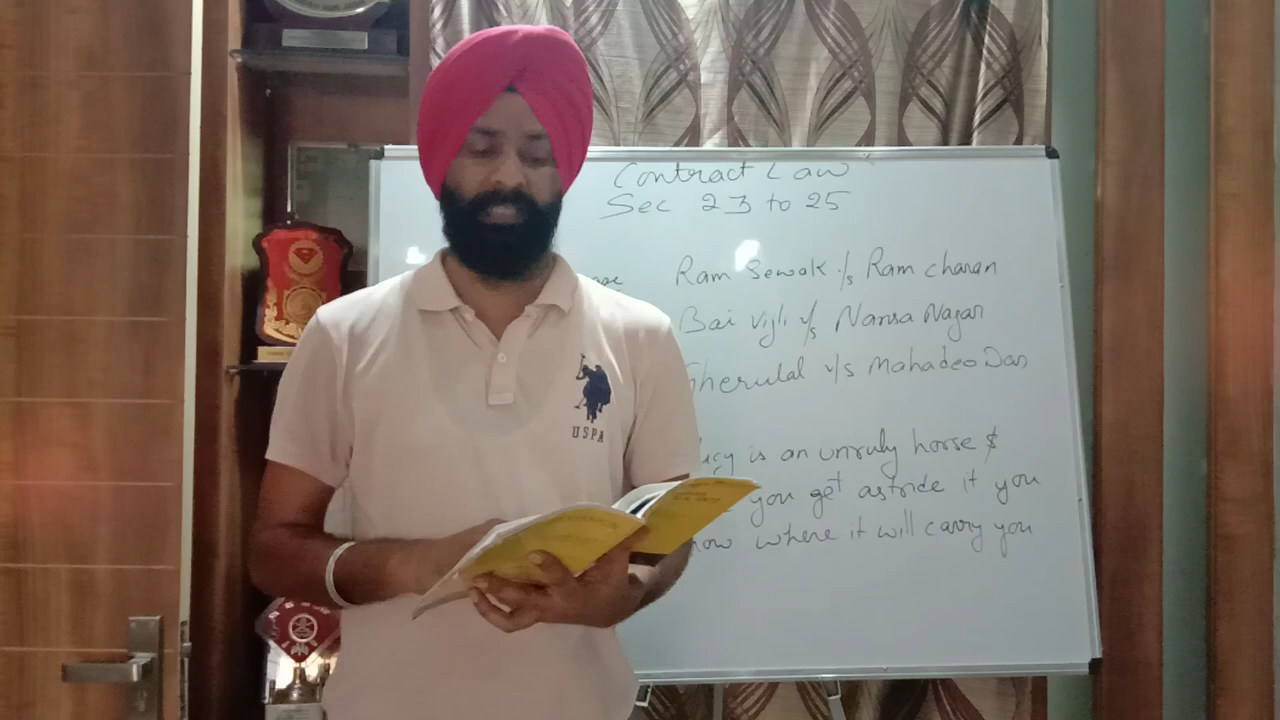 Contract Law
Sec 23 to 25
Ram Sewak v/s Ram charan
Bai Vijli v/s Nansa Nagar
Gherulal v/s Mahadeo Das
is an unruly horse &
you get astride it you
where it will carry you
USPA